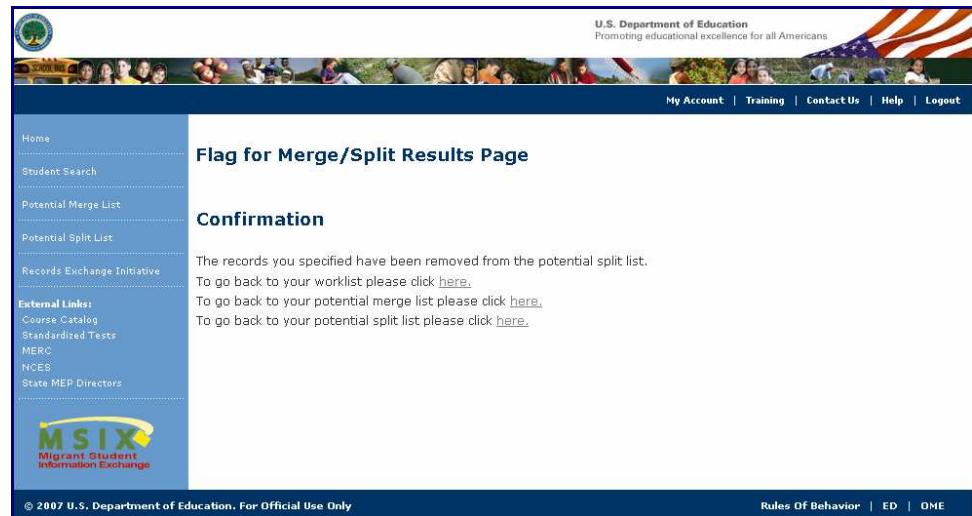 U.S. Department of Education
Promoting educational excellence for all Americans
SCHOOL BUS
My Account | Training | Contact Us | Help | Logout
Home
Student Search
Potential Merge List
Potential Split List
Records Exchange Initiative
External Links:
Course Catalog
Standardized Tests
MERC
NCES
State MEP Directors
MSIX
Migrant Student
Information Exchange
Flag for Merge/Split Results Page
Confirmation
The records you specified have been removed from the potential split list.
To go back to your worklist please click here.
To go back to your potential merge list please click here.
To go back to your potential split list please click here.
© 2007 U.S. Department of Education. For Official Use Only
Rules Of Behavior | ED | OME